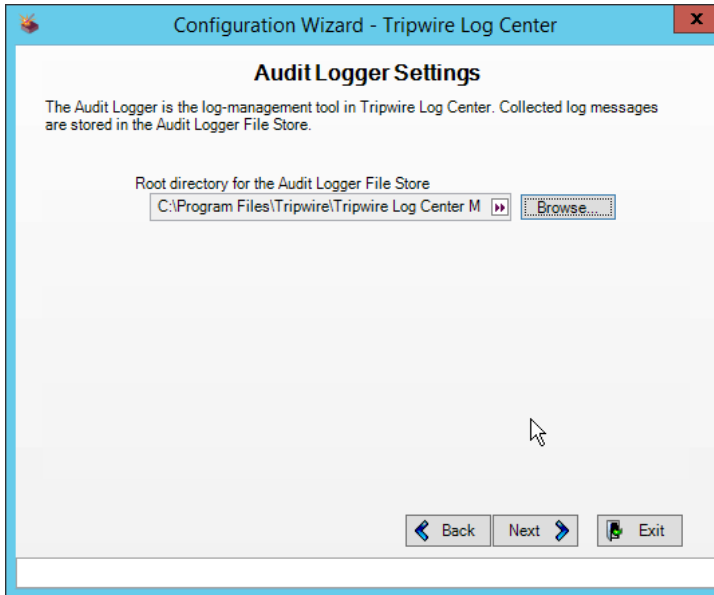 Configuration Wizard - Tripwire Log Center
x
Audit Logger Settings
The Audit Logger is the log-management tool in Tripwire Log Center. Collected log messages
are stored in the Audit Logger File Store.
Root directory for the Audit Logger File Store
C:\Program Files\Tripwire\Tripwire Log Center M
Browse...
Back
Next
Exit